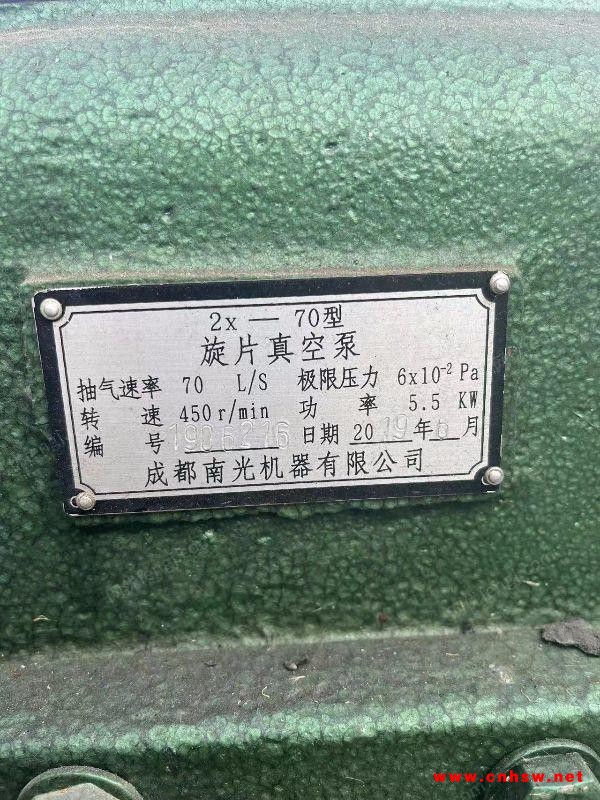 2x — 70型
旋片真空泵
抽气速率 70 L/S 极限压力 6x10⁻² Pa
转 速 450 r/min 功 率 5.5 KW
编 号 1906216 日期 2019年6月
成都南光机器有限公司
www.cnhsw.net